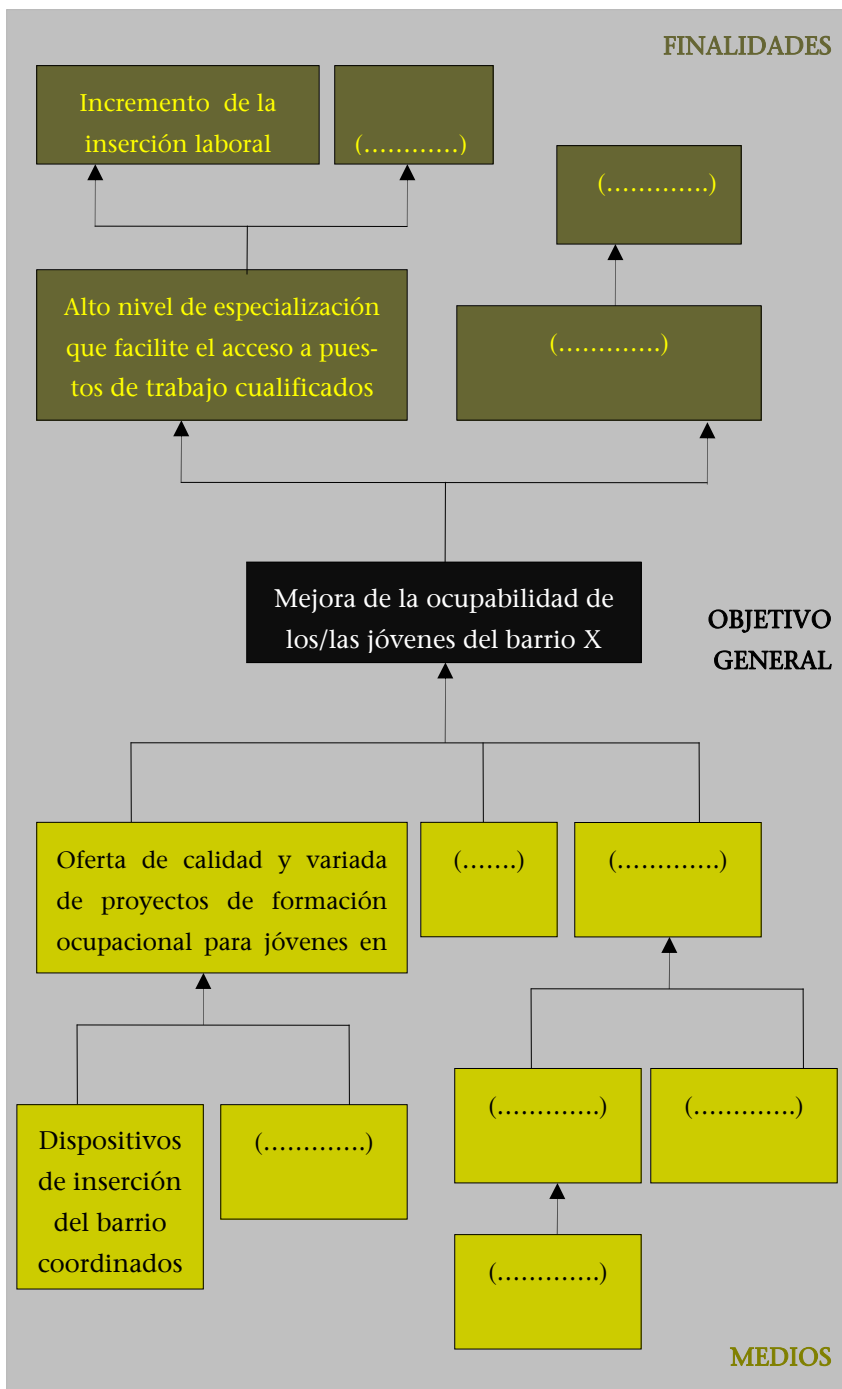 FINALIDADES
Incremento de la
inserción laboral
(…………)
(………….)
Alto nivel de especialización
que facilite el acceso a pues-
tos de trabajo cualificados
(………….)
Mejora de la ocupabilidad de
los/las jóvenes del barrio X
OBJETIVO
GENERAL
Oferta de calidad y variada
de proyectos de formación
ocupacional para jóvenes en
(…….)
(………….)
Dispositivos
de inserción
del barrio
coordinados
(………….)
(………….)
(………….)
(………….)
MEDIOS